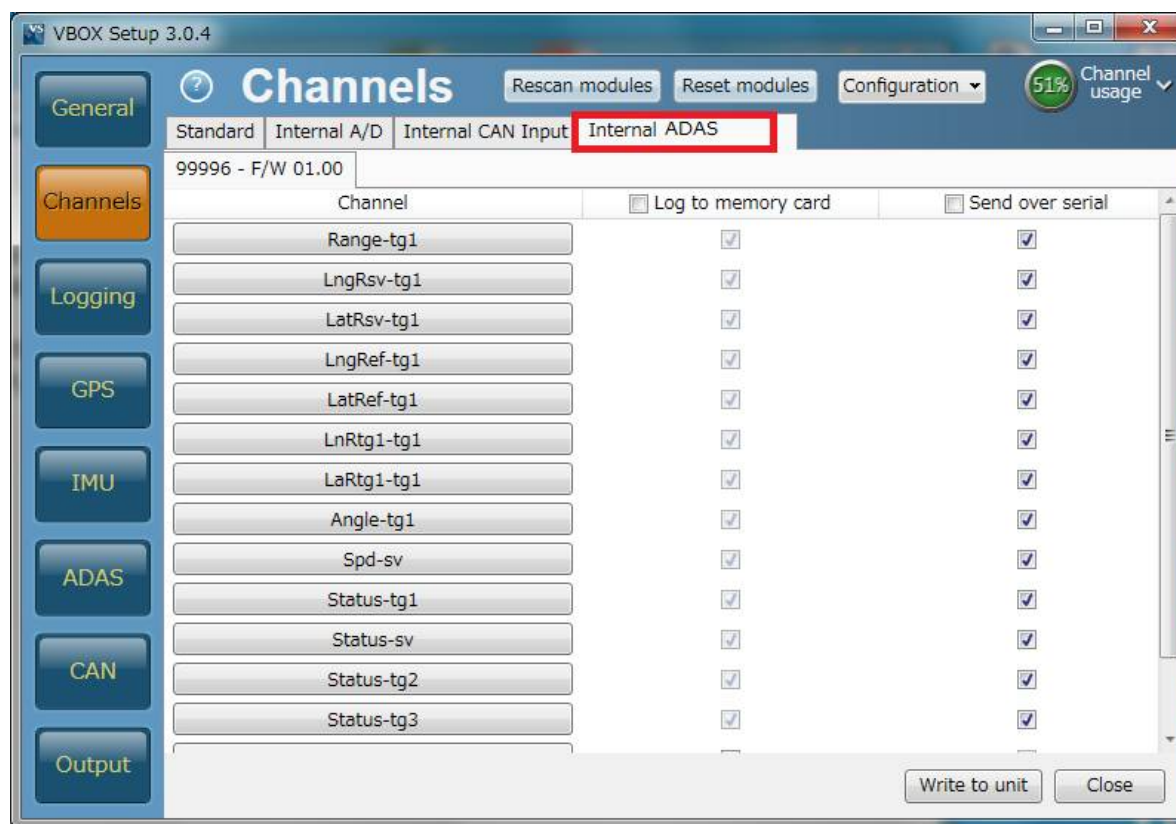 VBOX Setup 3.0.4
General
Channels
Logging
GPS
IMU
ADAS
CAN
Output
? Channels Rescan modules Reset modules Configuration 51% Channel usage
Standard Internal A/D Internal CAN Input Internal ADAS
99996 - F/W 01.00
Channel Log to memory card Send over serial
Range-tg1
LngRsv-tg1
LatRsv-tg1
LngRef-tg1
LatRef-tg1
LnRtg1-tg1
LaRtg1-tg1
Angle-tg1
Spd-sv
Status-tg1
Status-sv
Status-tg2
Status-tg3
Write to unit Close